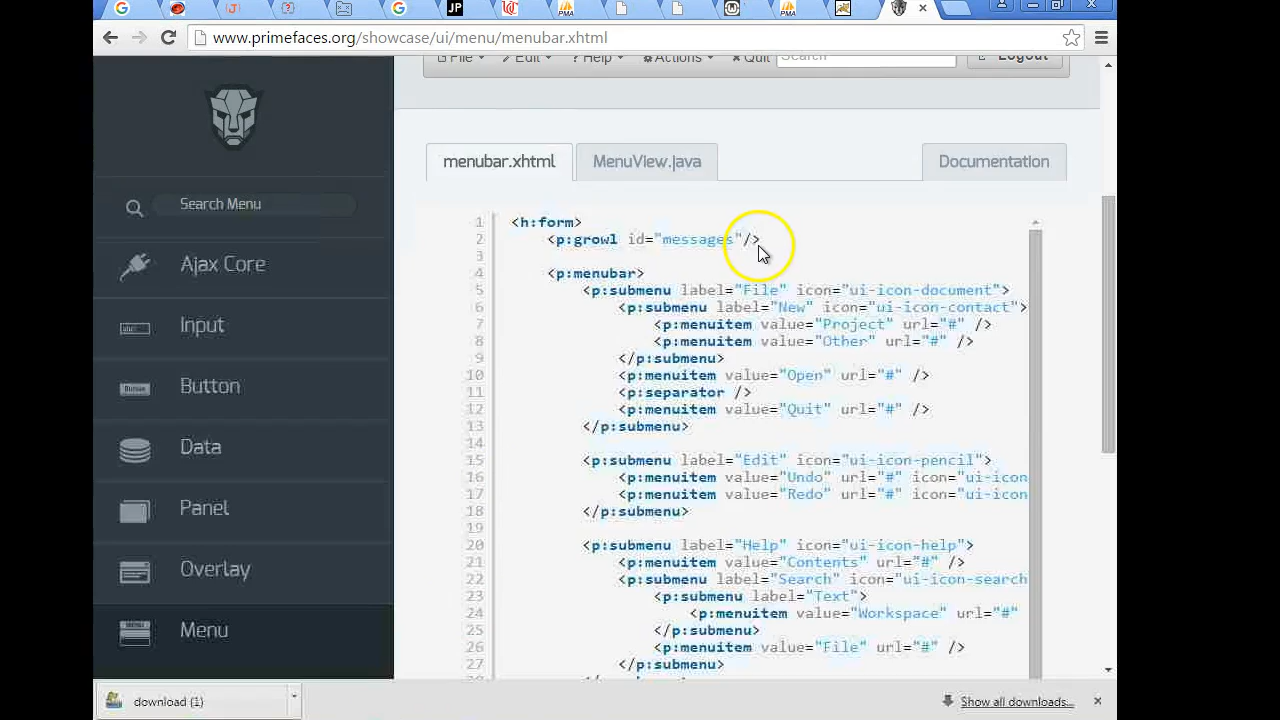 JP
PMA
PMA
www.primefaces.org/showcase/ui/menu/menubar.xhtml
File Edit ? Help Actions Quit Search Logout
menubar.xhtml MenuView.java Documentation
Search Menu
Ajax Core
Input
Button
Data
Panel
Overlay
Menu
1 <h:form>
2 <p:growl id="messages"/>
3
4 <p:menubar>
5 <p:submenu label="File" icon="ui-icon-document">
6 <p:submenu label="New" icon="ui-icon-contact">
7 <p:menuitem value="Project" url="#" />
8 <p:menuitem value="Other" url="#" />
9 </p:submenu>
10 <p:menuitem value="Open" url="#" />
11 <p:separator />
12 <p:menuitem value="Quit" url="#" />
13 </p:submenu>
14
15 <p:submenu label="Edit" icon="ui-icon-pencil">
16 <p:menuitem value="Undo" url="#" icon="ui-icon
17 <p:menuitem value="Redo" url="#" icon="ui-icon
18 </p:submenu>
19
20 <p:submenu label="Help" icon="ui-icon-help">
21 <p:menuitem value="Contents" url="#" />
22 <p:submenu label="Search" icon="ui-icon-search
23 <p:submenu label="Text">
24 <p:menuitem value="Workspace" url="#"
25 </p:submenu>
26 <p:menuitem value="File" url="#" />
27 </p:submenu>
download (1)
Show all downloads...